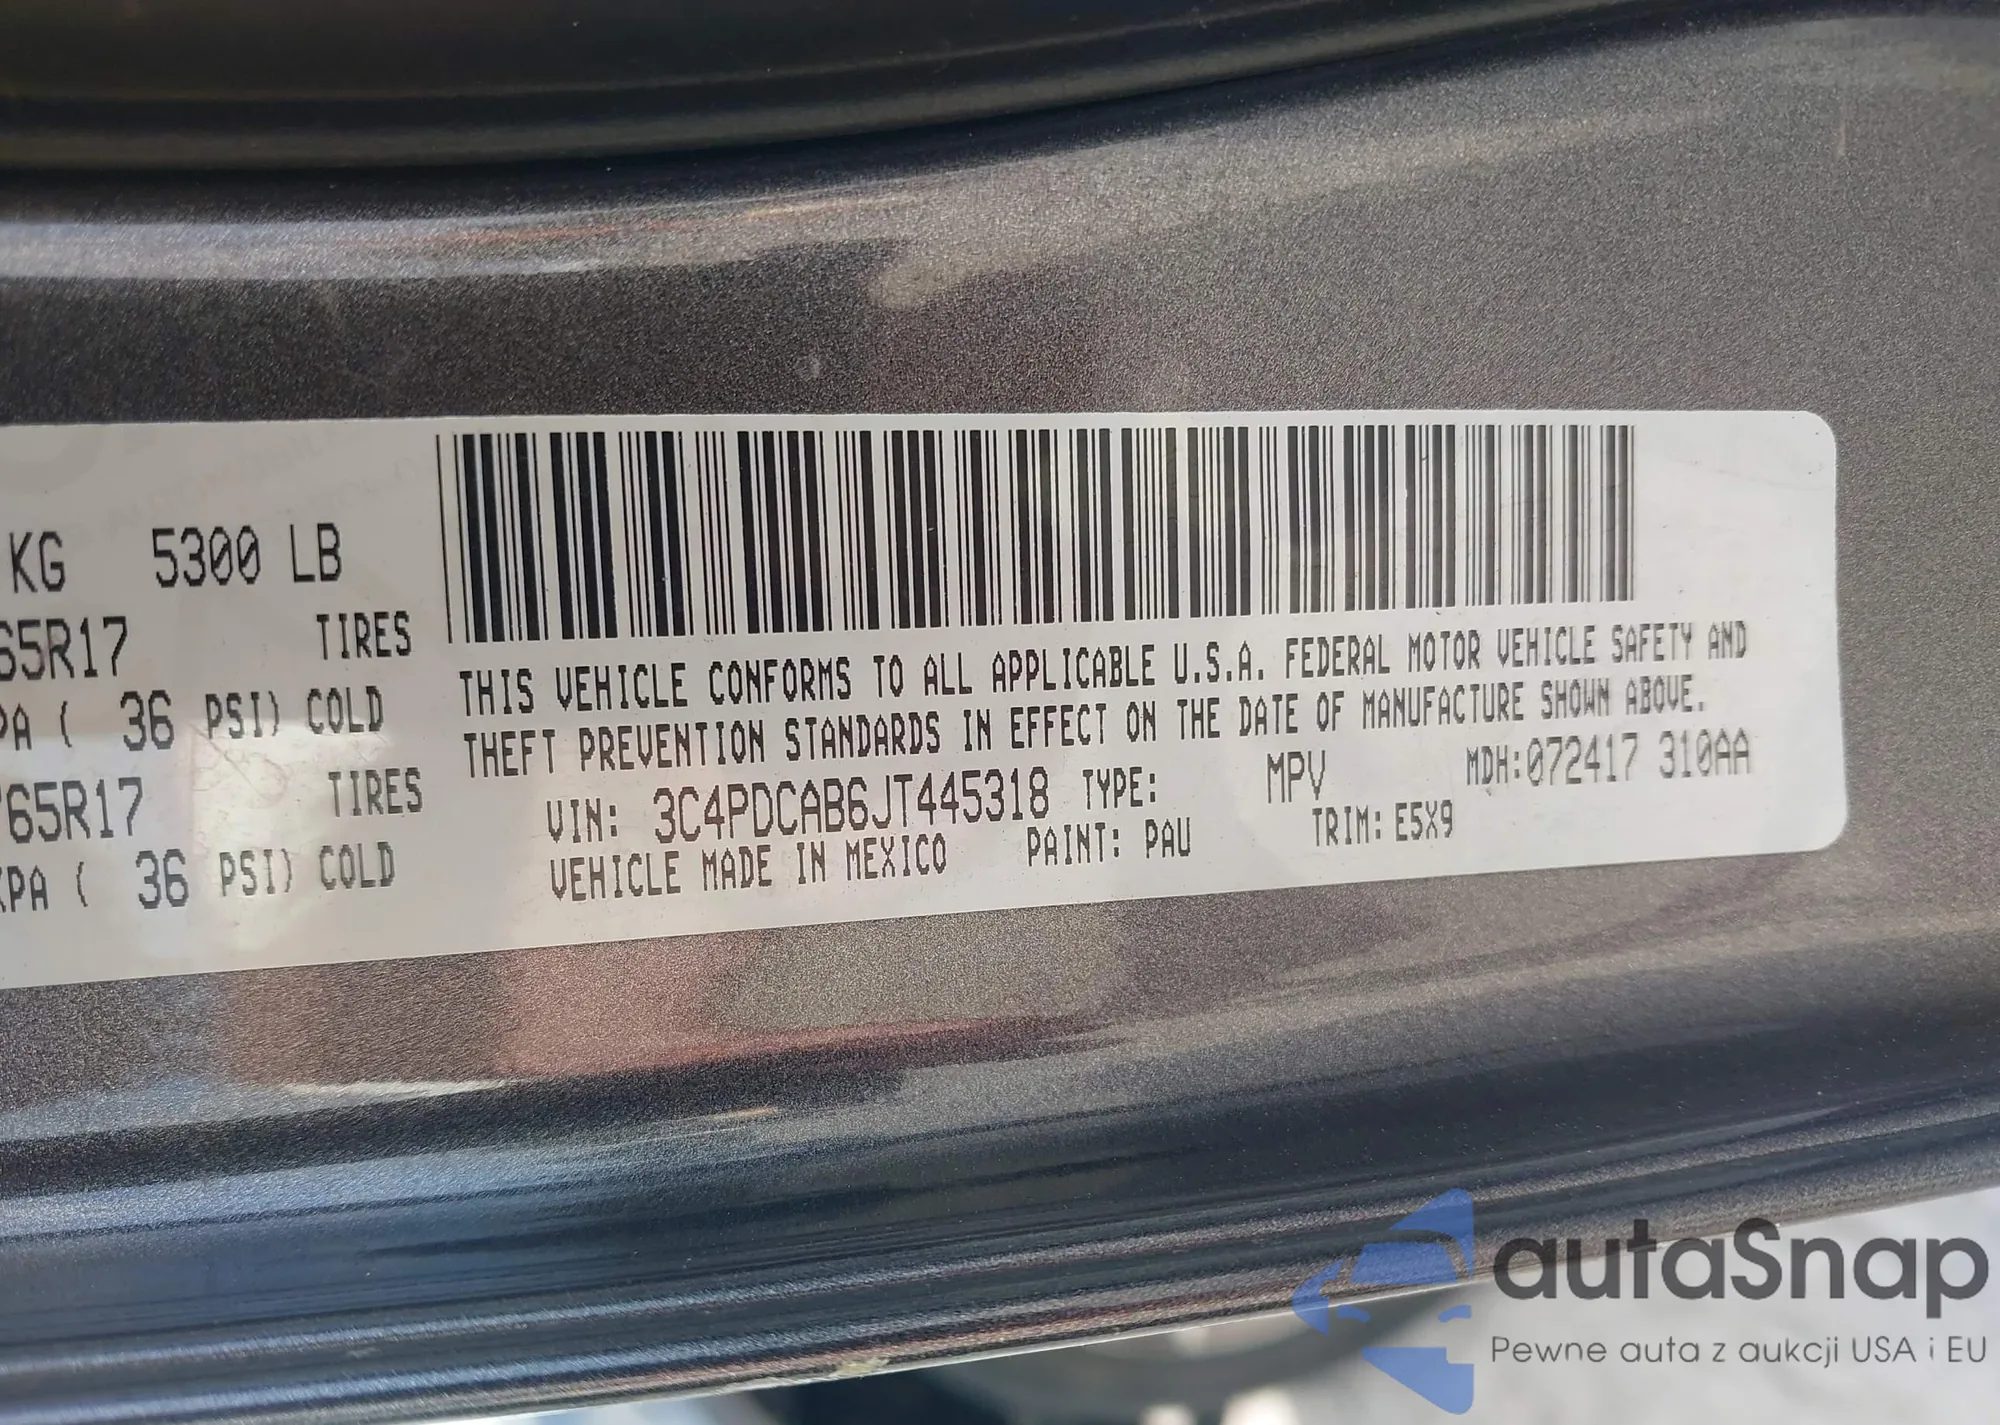 KG 5300 LB
65R17 TIRES
PA ( 36 PSI) COLD
65R17 TIRES
KPA ( 36 PSI) COLD
THIS VEHICLE CONFORMS TO ALL APPLICABLE U.S.A. FEDERAL MOTOR VEHICLE SAFETY AND
THEFT PREVENTION STANDARDS IN EFFECT ON THE DATE OF MANUFACTURE SHOWN ABOVE.
VIN: 3C4PDCAB6JT445318 TYPE: MPV MDH:072417 310AA
VEHICLE MADE IN MEXICO PAINT: PAU TRIM: E5X9
autaSnap
Pewne auta z aukcji USA i EU